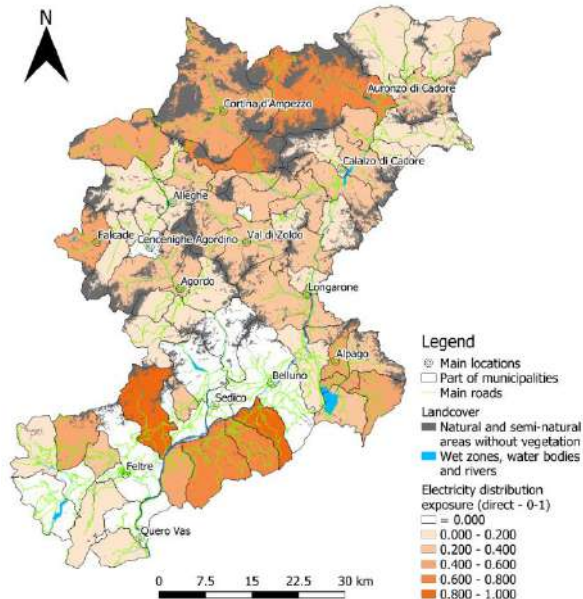 N
Auronzo di Cadore
Cortina d'Ampezzo
Calalzo di Cadore
Alleghe
Falcade
Cencenighe Agordino
Val di Zoldo
Agordo
Longarone
Alpago
Belluno
Sedico
Feltre
Quero Vas
Legend
Main locations
Part of municipalities
Main roads
Landcover
Natural and semi-natural
areas without vegetation
Wet zones, water bodies
and rivers
Electricity distribution
exposure (direct - 0-1)
= 0.000
0.000 - 0.200
0.200 - 0.400
0.400 - 0.600
0.600 - 0.800
0.800 - 1.000
0 7.5 15 22.5 30 km